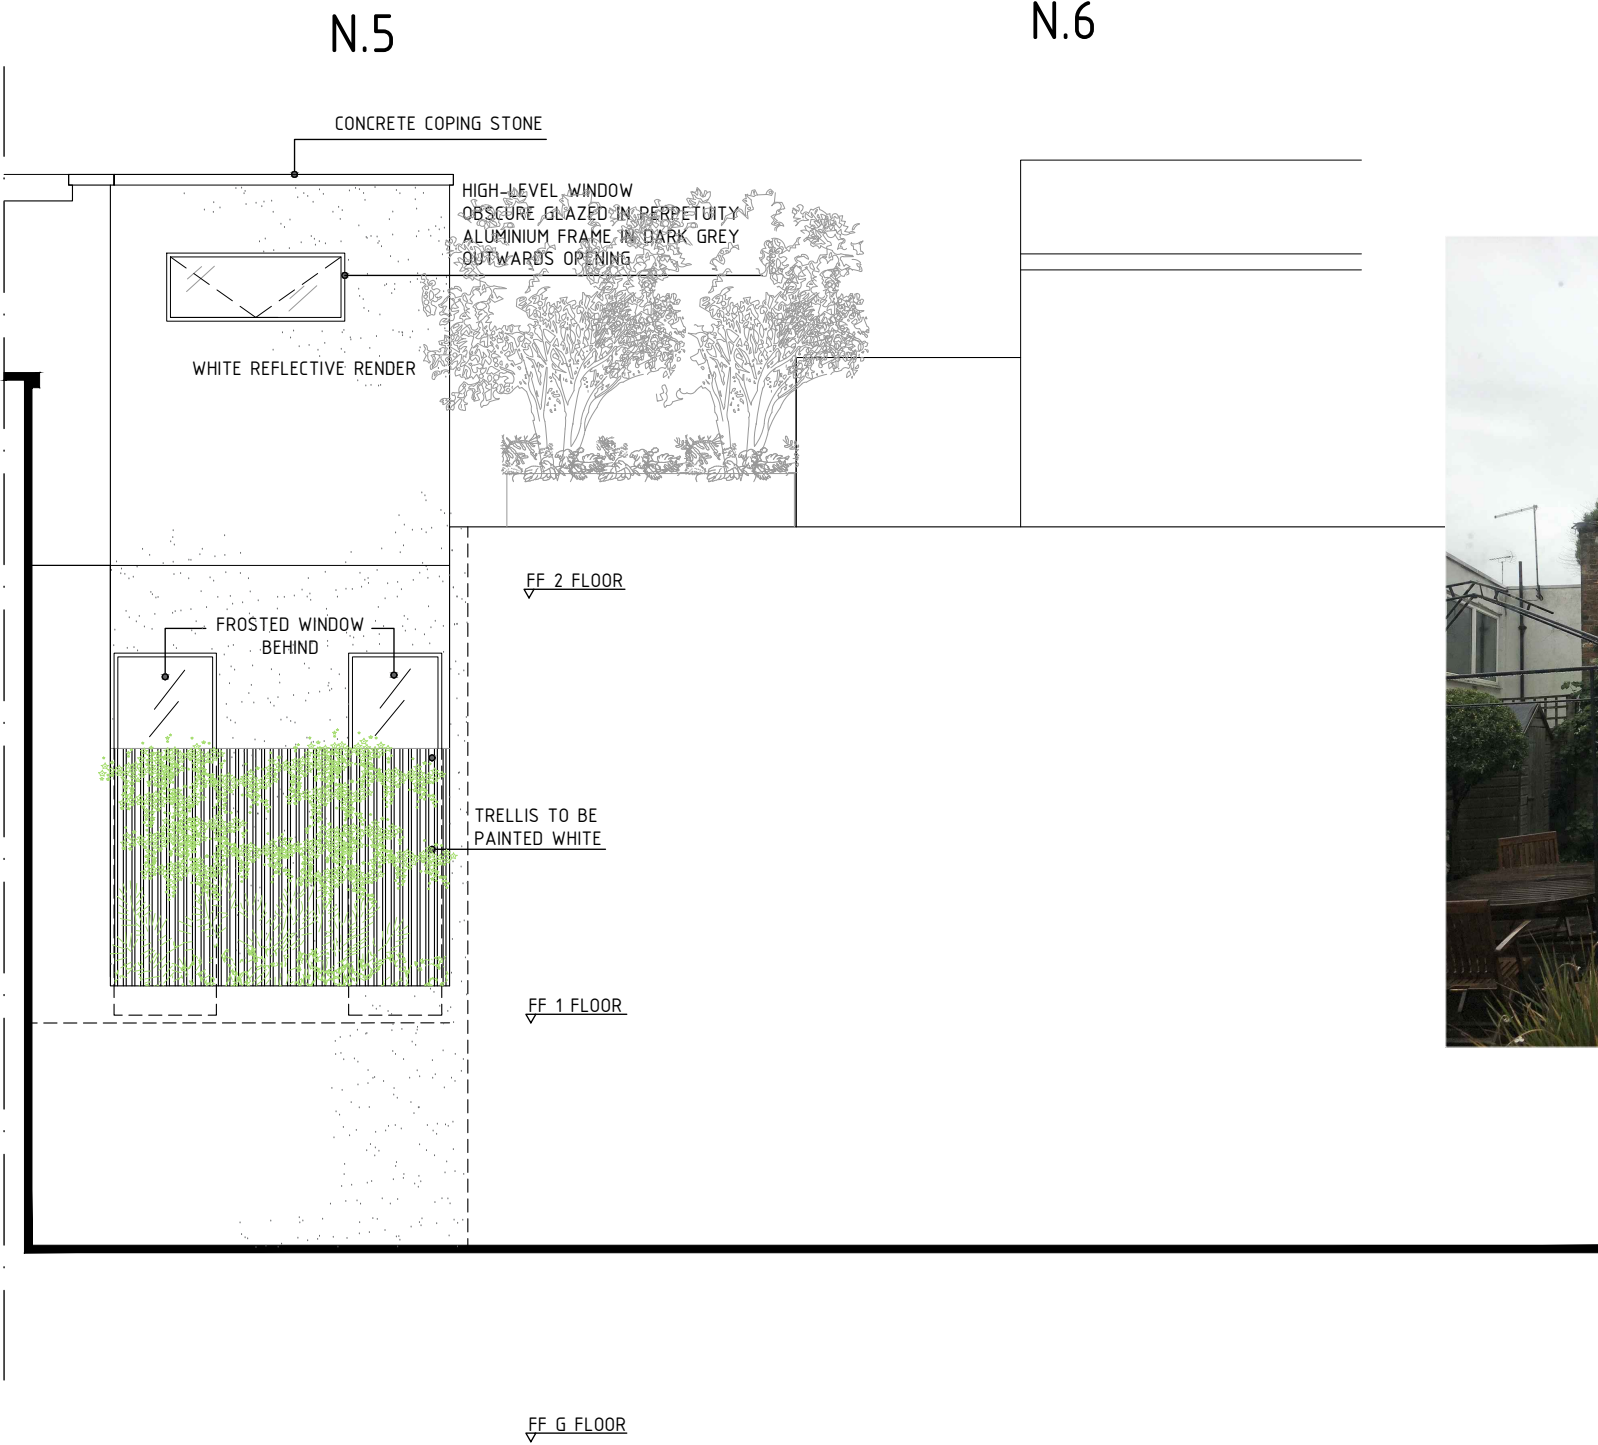 N.5
N.6
CONCRETE COPING STONE
HIGH-LEVEL WINDOW
OBSCURE GLAZED IN PERPETUITY
ALUMINIUM FRAME IN DARK GREY
OUTWARDS OPENING
WHITE REFLECTIVE RENDER
FF 2 FLOOR
FROSTED WINDOW
BEHIND
TRELLIS TO BE
PAINTED WHITE
FF 1 FLOOR
FF G FLOOR